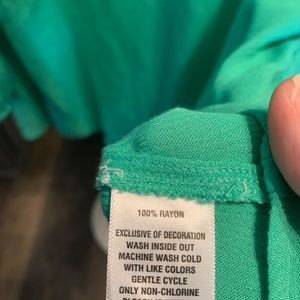 100% RAYON
EXCLUSIVE OF DECORATION
WASH INSIDE OUT
MACHINE WASH COLD
WITH LIKE COLORS
GENTLE CYCLE
ONLY NON-CHLORINE